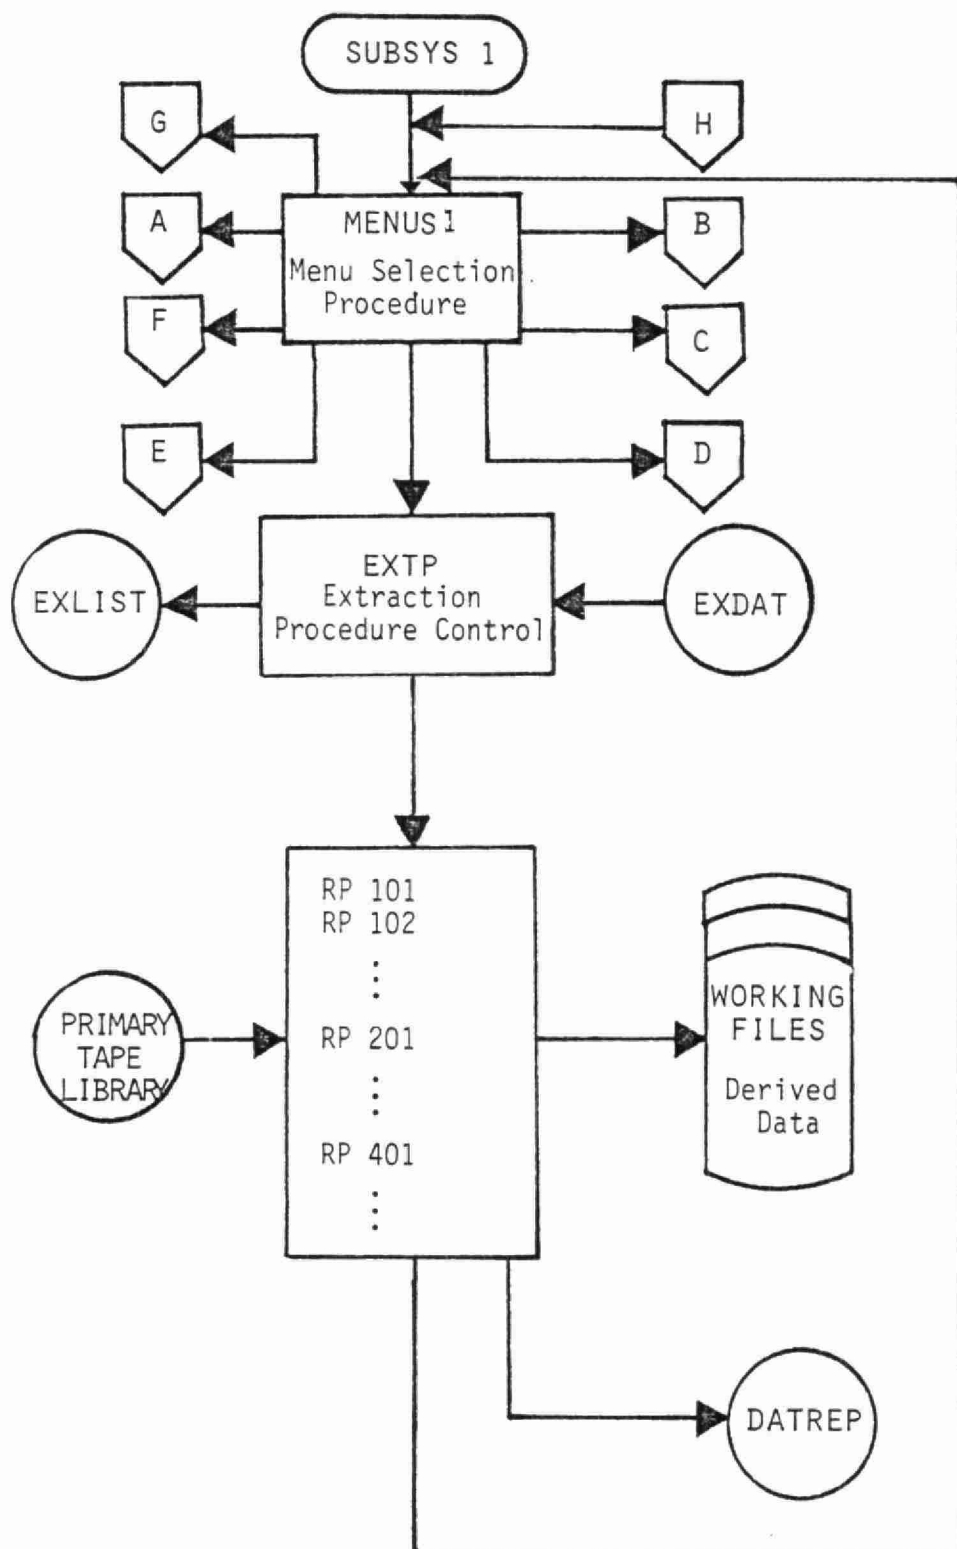 SUBSYS 1
G
H
A
MENUS1
B
Menu Selection
Procedure
F
C
E
D
EXLIST
EXTP
Extraction
Procedure Control
EXDAT
RP 101
RP 102
PRIMARY
TAPE
LIBRARY
RP 201
RP 401
WORKING
FILES
Derived
Data
DATREP